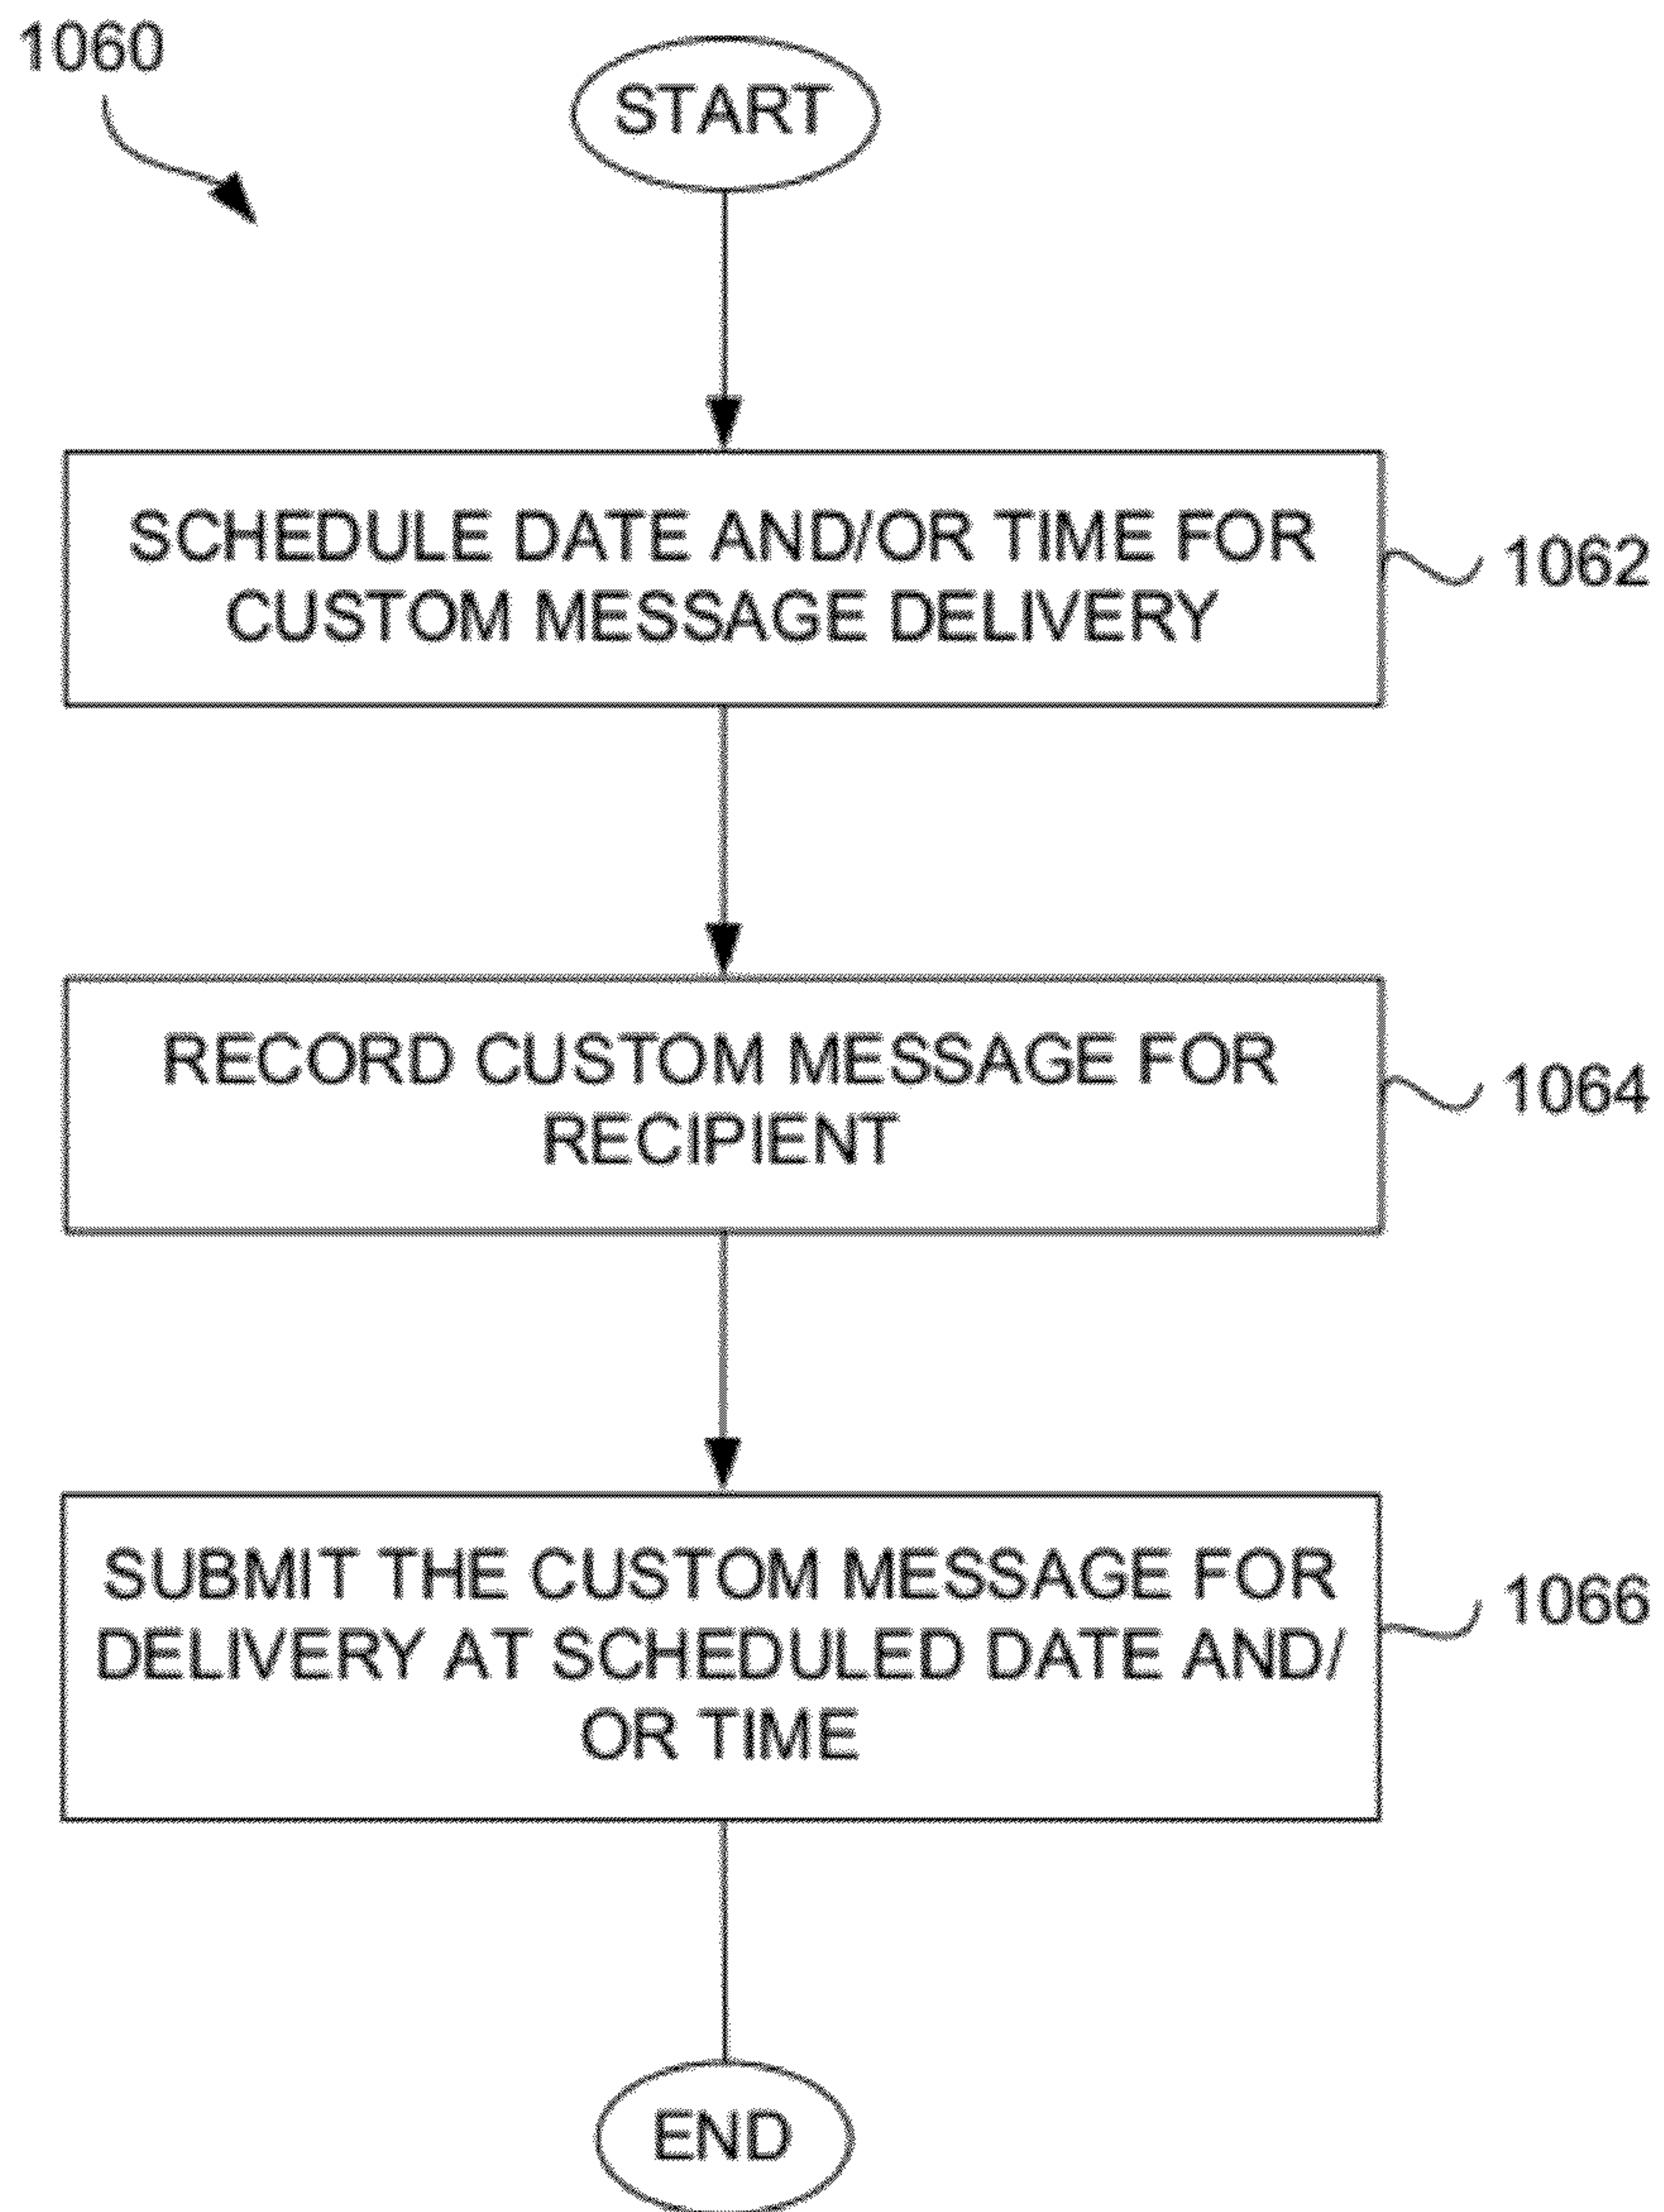 1060
START
SCHEDULE DATE AND/OR TIME FOR
CUSTOM MESSAGE DELIVERY
1062
RECORD CUSTOM MESSAGE FOR
RECIPIENT
1064
SUBMIT THE CUSTOM MESSAGE FOR
DELIVERY AT SCHEDULED DATE AND/
OR TIME
1066
END